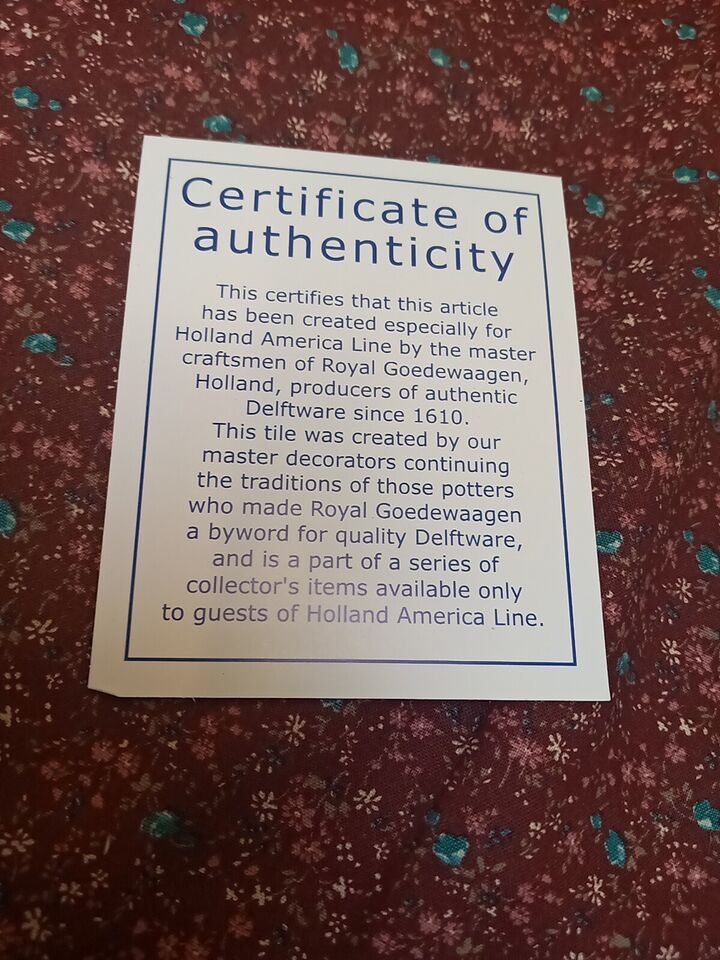 Certificate of
authenticity
This certifies that this article
has been created especially for
Holland America Line by the master
craftsmen of Royal Goedewaagen,
Holland, producers of authentic
Delftware since 1610.
This tile was created by our
master decorators continuing
the traditions of those potters
who made Royal Goedewaagen
a byword for quality Delftware,
and is a part of a series of
collector's items available only
to guests of Holland America Line.